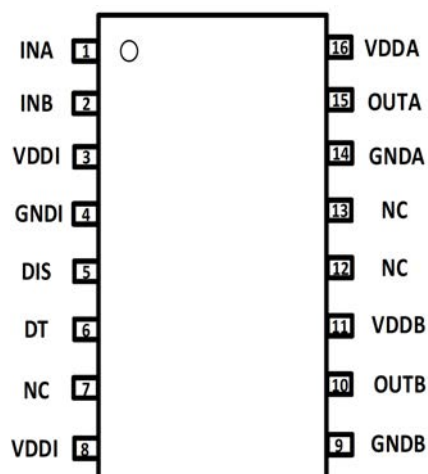 INA 1 16 VDDA
INB 2 15 OUTA
VDDI 3 14 GNDA
GNDI 4 13 NC
DIS 5 12 NC
DT 6 11 VDDB
NC 7 10 OUTB
VDDI 8 9 GNDB